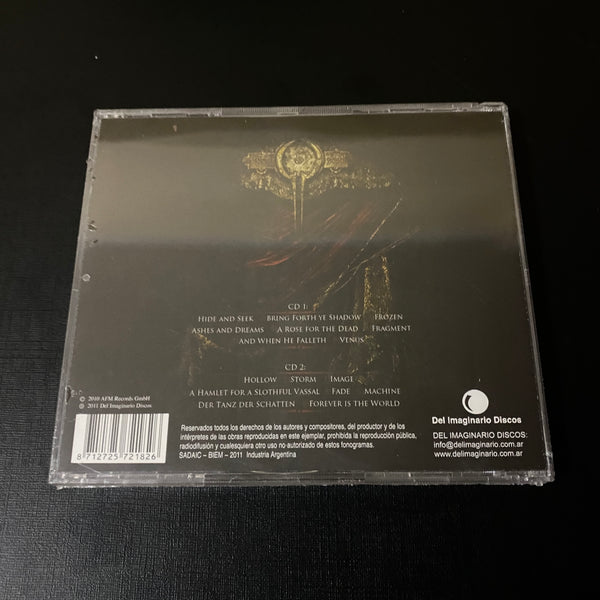 CD 1:
HIDE AND SEEK BRING FORTH YE SHADOW FROZEN
ASHES AND DREAMS A ROSE FOR THE DEAD FRAGMENT
AND WHEN HE FALLETH VENUS
CD 2:
HOLLOW STORM IMAGE
A HAMLET FOR A SLOTHFUL VASSAL FADE MACHINE
DER TANZ DER SCHATTEN FOREVER IS THE WORLD
℗ 2010 AFM Records GmbH
© 2011 Del Imaginario Discos
8 712725 721826
Reservados todos los derechos de los autores y compositores, del productor y de los
intérpretes de las obras reproducidas en este ejemplar, prohibida la reproducción pública,
radiodifusión y cualesquiera otro uso no autorizado de estos fonogramas.
SADAIC ~ BIEM ~ 2011 Industria Argentina
Del Imaginario Discos
DEL IMAGINARIO DISCOS:
info@delimaginario.com.ar
www.delimaginario.com.ar